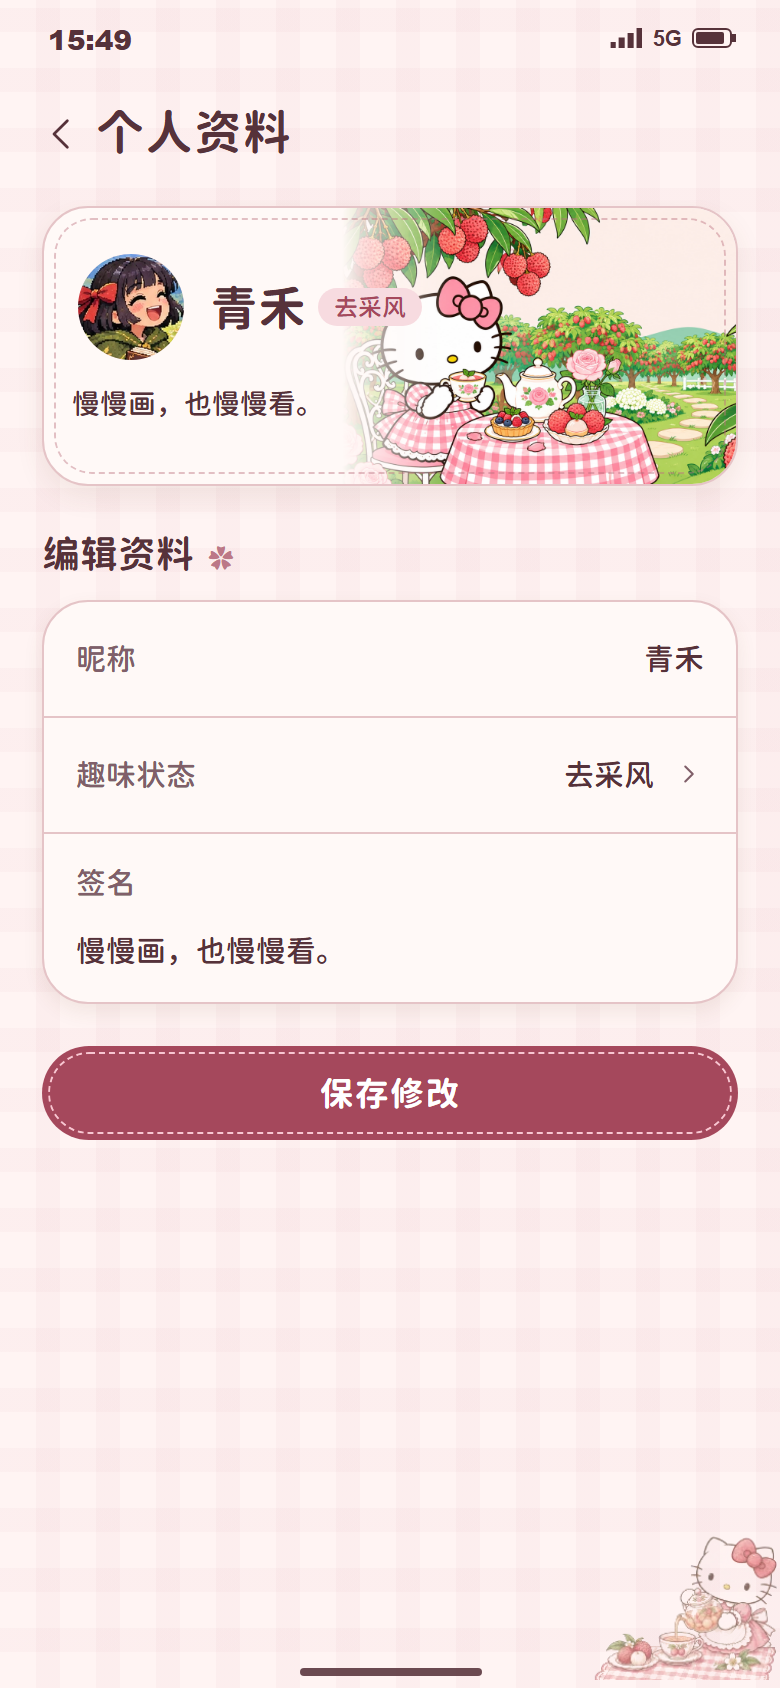 15:49 5G
个人资料
青禾 去采风
慢慢画，也慢慢看。
编辑资料
昵称 青禾
趣味状态 去采风
签名
慢慢画，也慢慢看。
保存修改